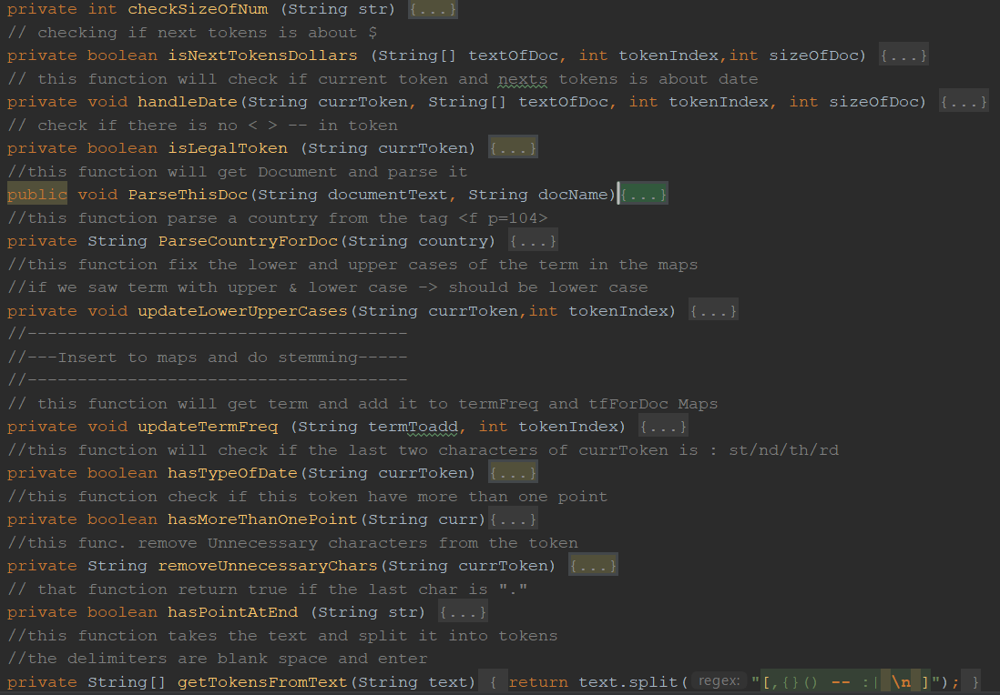 private int checkSizeOfNum (String str) {...}
// checking if next tokens is about $
private boolean isNextTokensDollars (String[] textOfDoc, int tokenIndex,int sizeOfDoc) {...}
// this function will check if current token and nexts tokens is about date
private void handleDate(String currToken, String[] textOfDoc, int tokenIndex, int sizeOfDoc) {...}
// check if there is no < > -- in token
private boolean isLegalToken (String currToken) {...}
//this function will get Document and parse it
public void ParseThisDoc(String documentText, String docName){...}
//this function parse a country from the tag <f p=104>
private String ParseCountryForDoc(String country) {...}
//this function fix the lower and upper cases of the term in the maps
//if we saw term with upper & lower case -> should be lower case
private void updateLowerUpperCases(String currToken,int tokenIndex) {...}
//--------------------------------------
//---Insert to maps and do stemming-----
//--------------------------------------
// this function will get term and add it to termFreq and tfForDoc Maps
private void updateTermFreq (String termToadd, int tokenIndex) {...}
//this function will check if the last two characters of currToken is : st/nd/th/rd
private boolean hasTypeOfDate(String currToken) {...}
//this function check if this token have more than one point
private boolean hasMoreThanOnePoint(String curr){...}
//this func. remove Unnecessary characters from the token
private String removeUnnecessaryChars(String currToken) {...}
// that function return true if the last char is "."
private boolean hasPointAtEnd (String str) {...}
//this function takes the text and split it into tokens
//the delimiters are blank space and enter
private String[] getTokensFromText(String text) { return text.split( regex: "[,{}() -- :| \n ]"); }